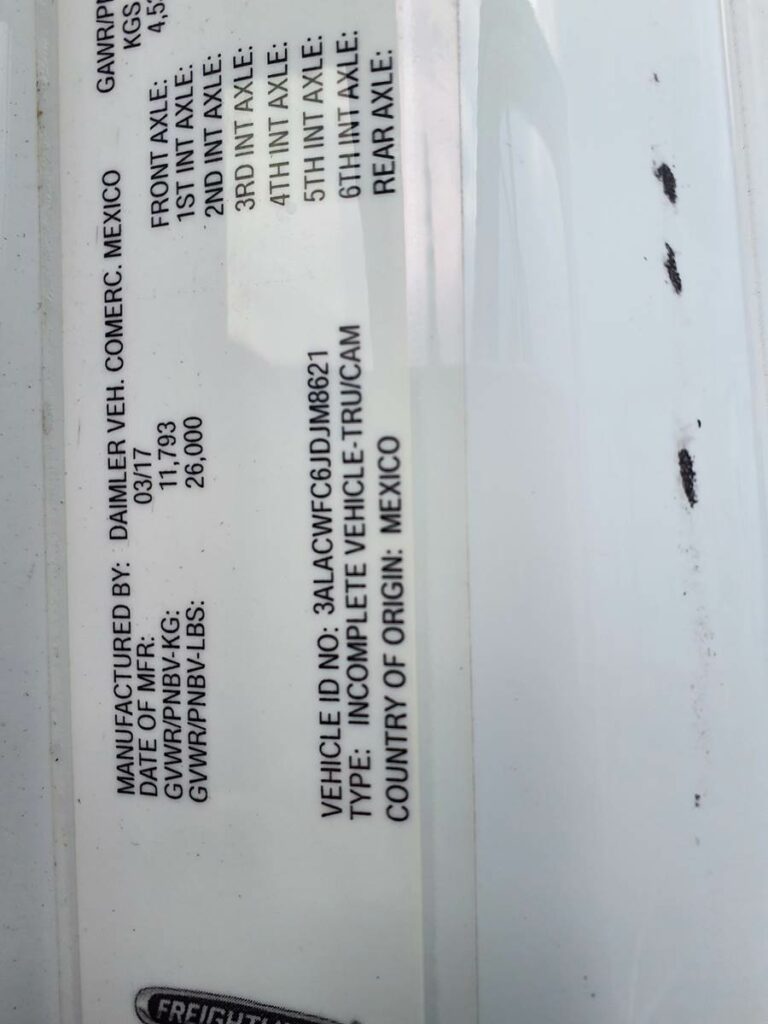 MANUFACTURED BY: DAIMLER VEH. COMERC. MEXICO
DATE OF MFR: 03/17
GVWR/PNBV-KG: 11,793
GVWR/PNBV-LBS: 26,000
KGS
FRONT AXLE:
1ST INT AXLE:
2ND INT AXLE:
3RD INT AXLE:
4TH INT AXLE:
5TH INT AXLE:
6TH INT AXLE:
REAR AXLE:
VEHICLE ID NO: 3ALACWFC6JDJM8621
TYPE: INCOMPLETE VEHICLE-TRU/CAM
COUNTRY OF ORIGIN: MEXICO